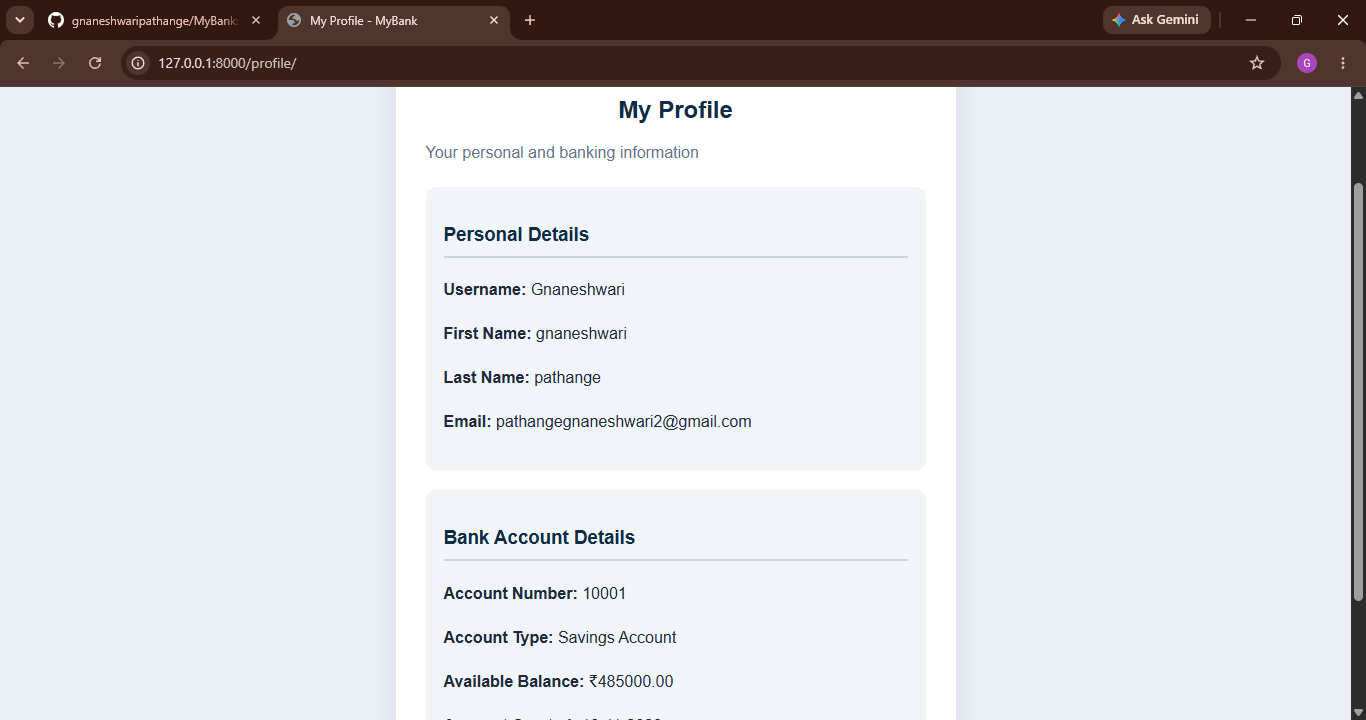 gnaneshwaripathange/MyBank
My Profile - MyBank
Ask Gemini
127.0.0.1:8000/profile/
G
My Profile
Your personal and banking information
Personal Details
Username: Gnaneshwari
First Name: gnaneshwari
Last Name: pathange
Email: pathangegnaneshwari2@gmail.com
Bank Account Details
Account Number: 10001
Account Type: Savings Account
Available Balance: ₹485000.00